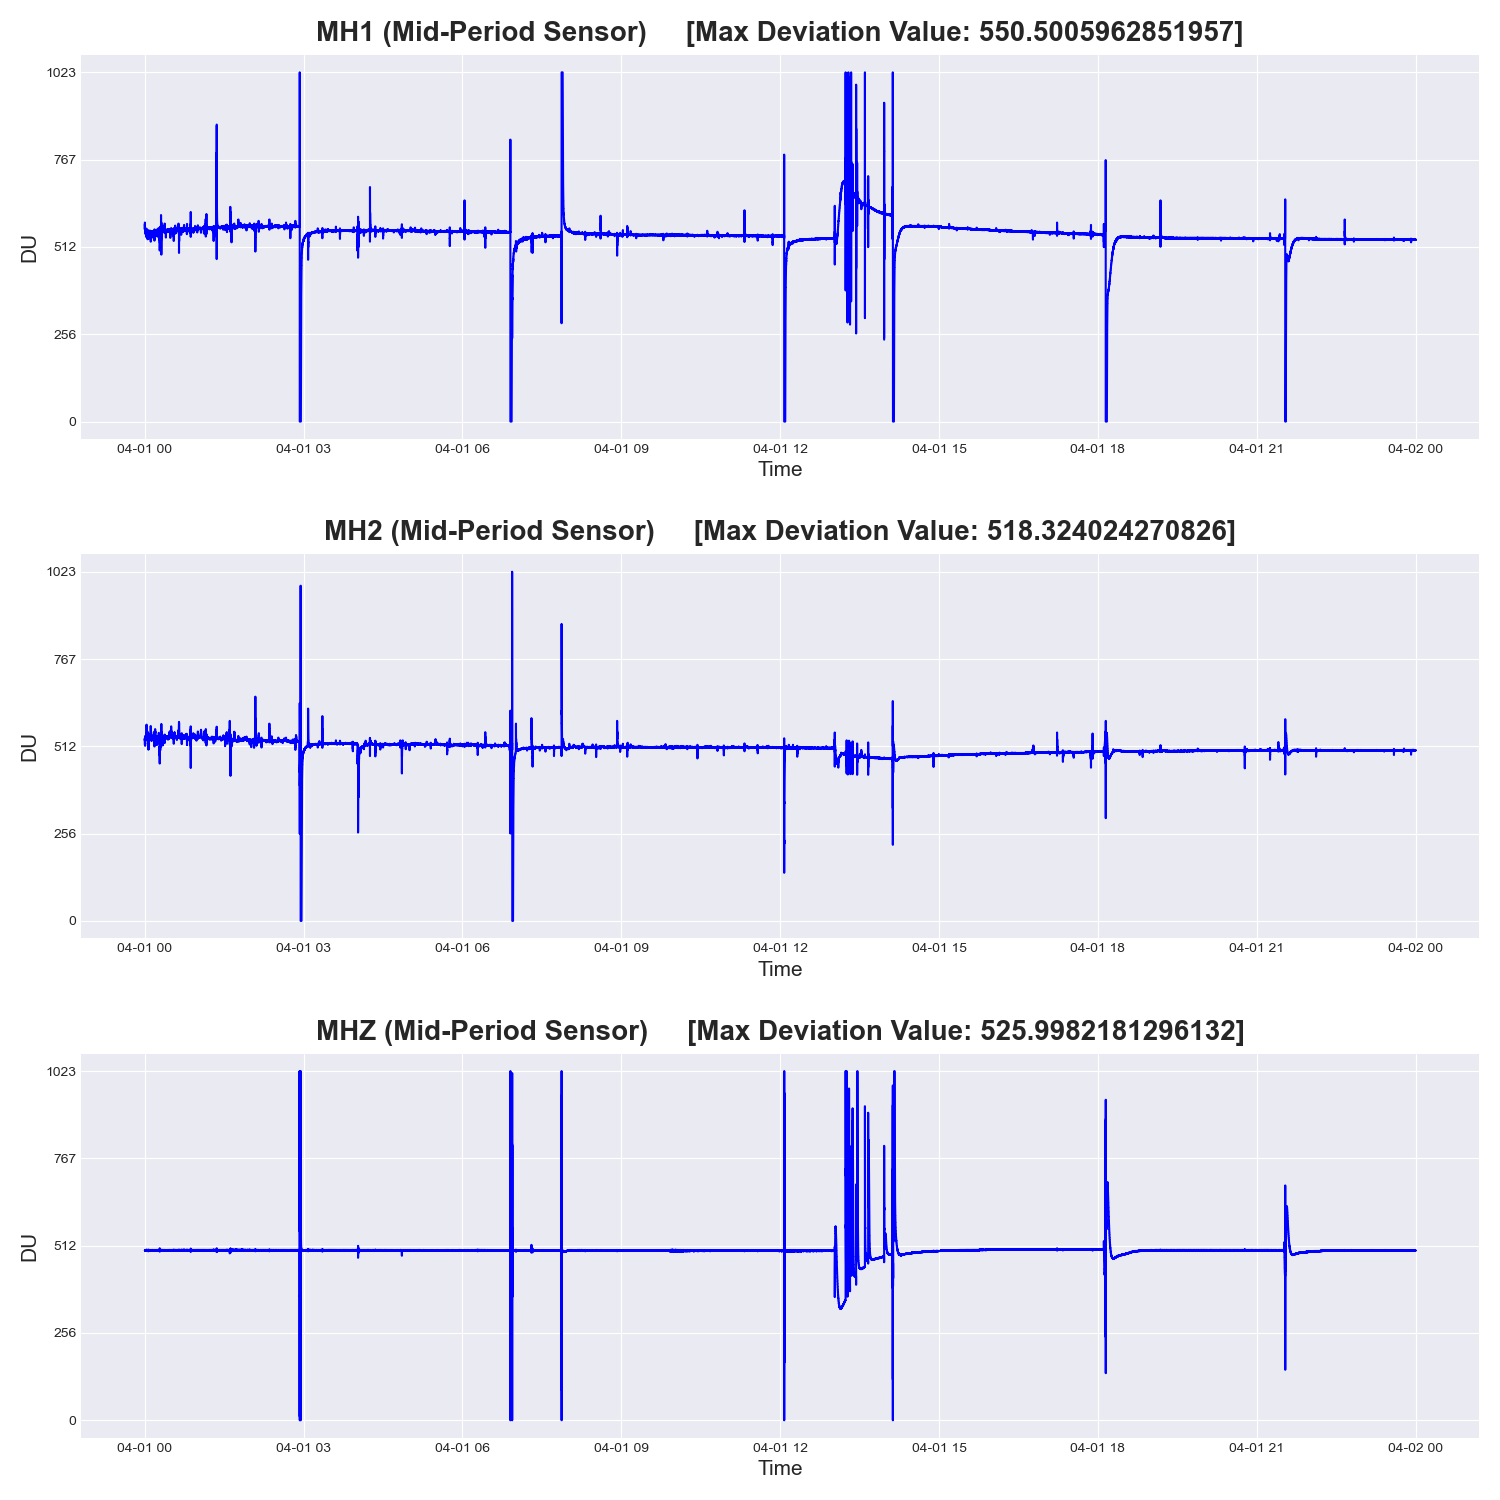 MH1 (Mid-Period Sensor) [Max Deviation Value: 550.5005962851957]
1023
767
512
256
0
DU
04-01 00 04-01 03 04-01 06 04-01 09 04-01 12 04-01 15 04-01 18 04-01 21 04-02 00
Time
MH2 (Mid-Period Sensor) [Max Deviation Value: 518.324024270826]
1023
767
512
256
0
DU
04-01 00 04-01 03 04-01 06 04-01 09 04-01 12 04-01 15 04-01 18 04-01 21 04-02 00
Time
MHZ (Mid-Period Sensor) [Max Deviation Value: 525.9982181296132]
1023
767
512
256
0
DU
04-01 00 04-01 03 04-01 06 04-01 09 04-01 12 04-01 15 04-01 18 04-01 21 04-02 00
Time